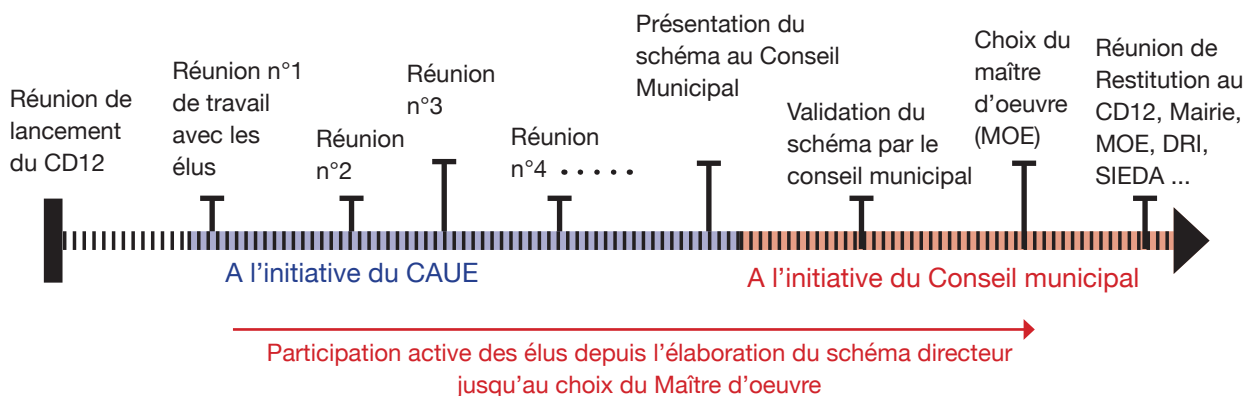 Réunion de
lancement
du CD12
Réunion n°1
de travail
avec les
élus
Réunion
n°2
Réunion
n°3
Réunion
n°4 . . . . .
Présentation du
schéma au Conseil
Municipal
Validation du
schéma par le
conseil municipal
Choix du
maître
d'oeuvre
(MOE)
Réunion de
Restitution au
CD12, Mairie,
MOE, DRI,
SIEDA ...
A l'initiative du CAUE
A l'initiative du Conseil municipal
Participation active des élus depuis l'élaboration du schéma directeur
jusqu'au choix du Maître d'oeuvre